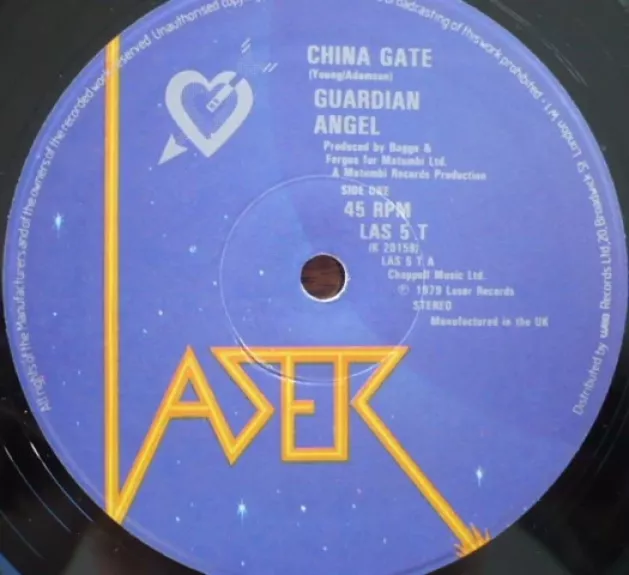 CHINA GATE
(Young/Adamson)
GUARDIAN
ANGEL
Produced by Baggs &
Fergus for Matumbi Ltd.
A Matumbi Records Production
SIDE ONE
45 RPM
LAS 5 T
(K 20159)
LAS 5 T A
Chappell Music Ltd.
℗ 1979 Laser Records
STEREO
Manufactured in the UK
LASER
All rights of the Manufacturers and of the owners of the recorded work reserved. Unauthorised copy
Broadcasting of this work prohibited.
Distributed by wea Records Ltd, 20, Broadwick St. London W1